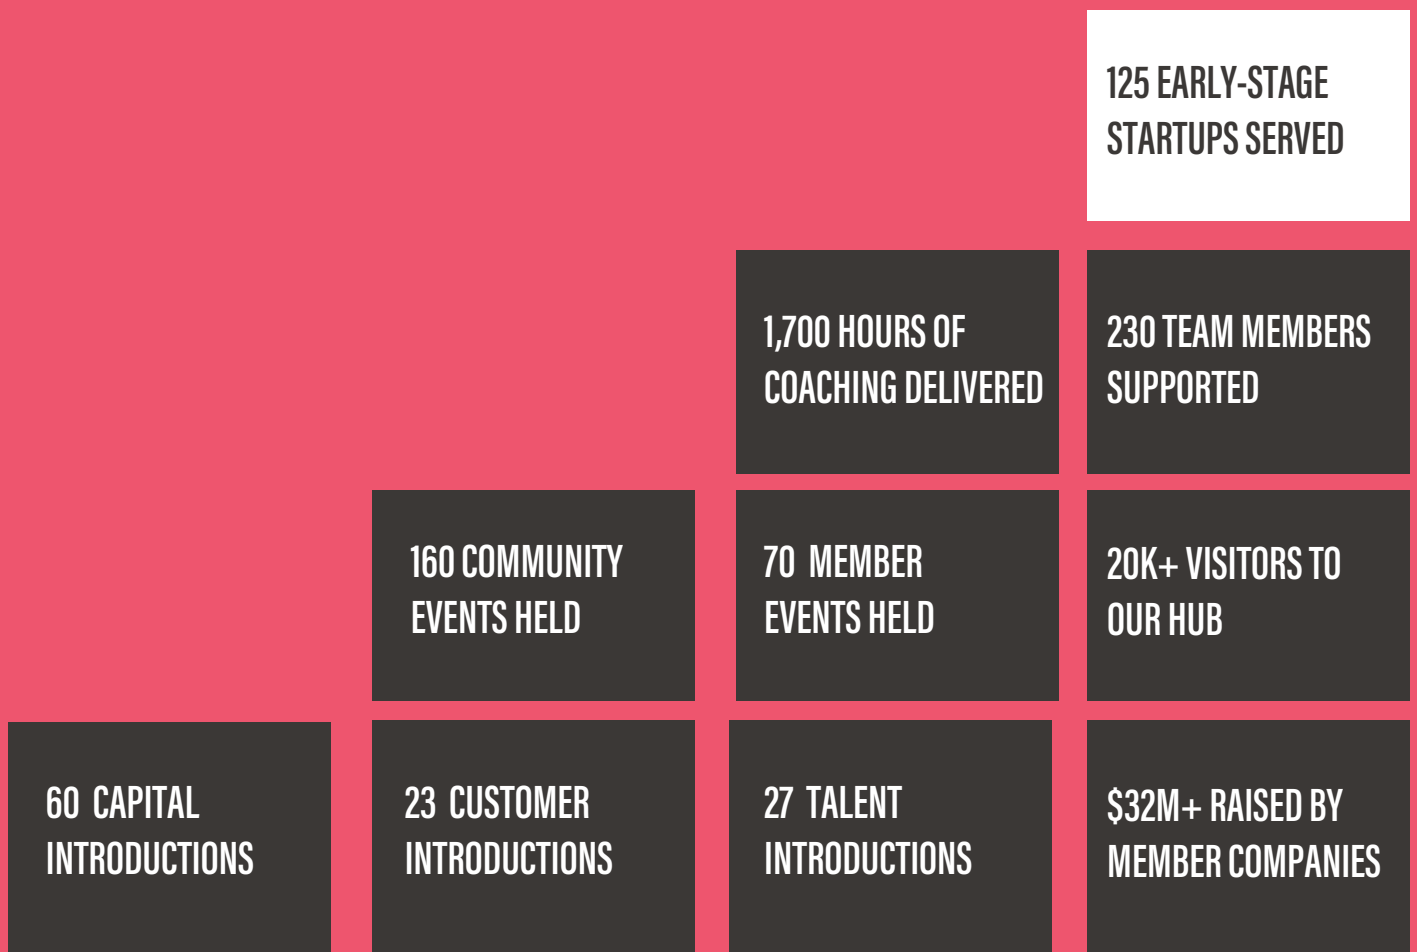 125 EARLY-STAGE
STARTUPS SERVED
1,700 HOURS OF
COACHING DELIVERED
230 TEAM MEMBERS
SUPPORTED
160 COMMUNITY
EVENTS HELD
70 MEMBER
EVENTS HELD
20K+ VISITORS TO
OUR HUB
60 CAPITAL
INTRODUCTIONS
23 CUSTOMER
INTRODUCTIONS
27 TALENT
INTRODUCTIONS
$32M+ RAISED BY
MEMBER COMPANIES